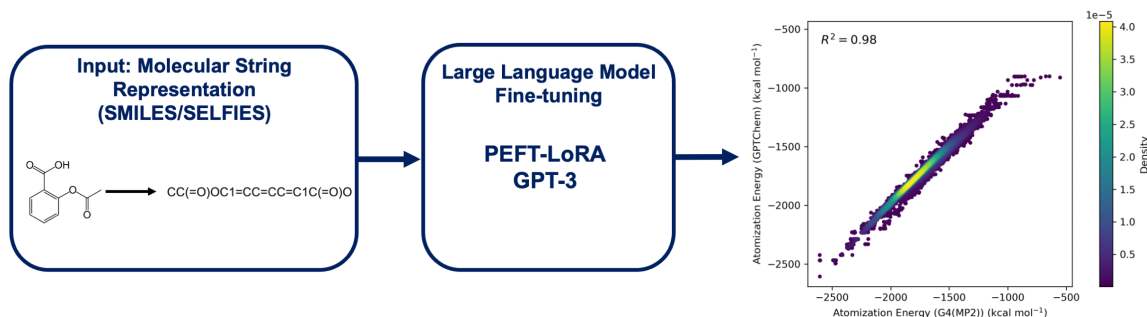 Input: Molecular String
Representation
(SMILES/SELFIES)
O
OH
O
O
CC(=O)OC1=CC=CC=C1C(=O)O
Large Language Model
Fine-tuning
PEFT-LoRA
GPT-3
1e−5
R² = 0.98
Atomization Energy (GPTChem) (kcal mol⁻¹)
−500
−1000
−1500
−2000
−2500
−2500
−2000
−1500
−1000
−500
Atomization Energy (G4(MP2)) (kcal mol⁻¹)
4.0
3.5
3.0
2.5
2.0
1.5
1.0
0.5
Density